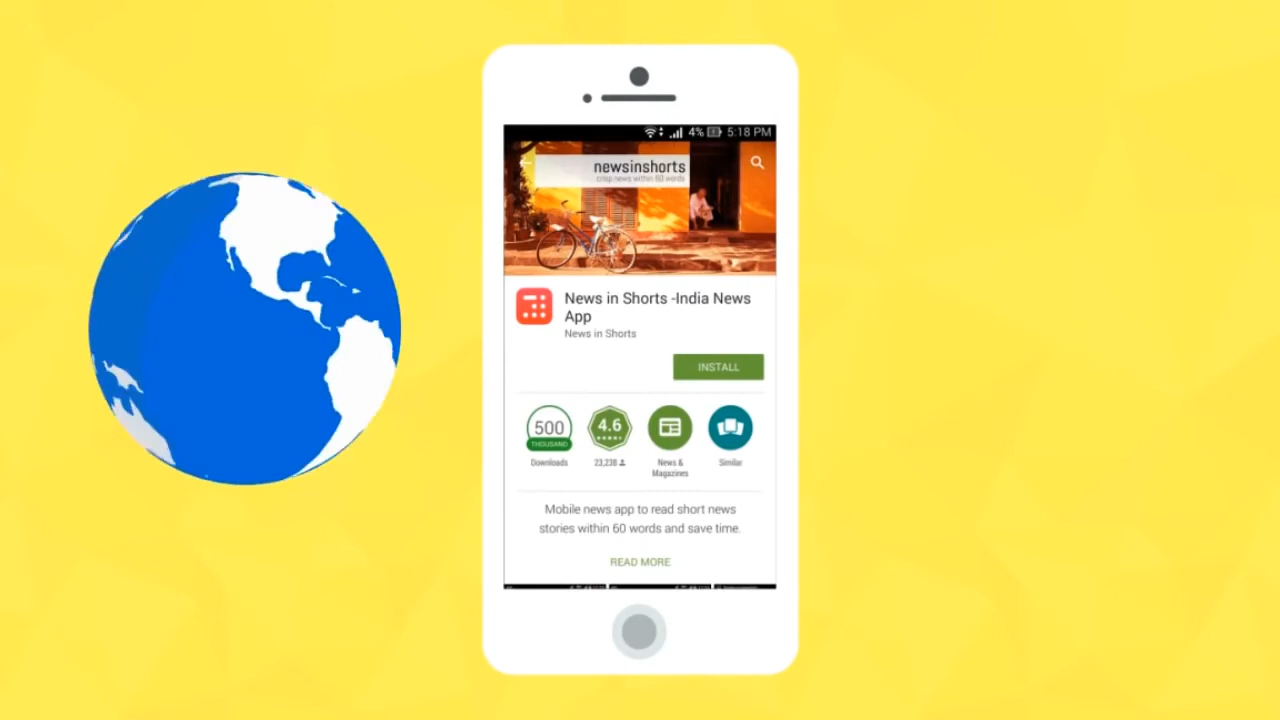 4% 5:18 PM
newsinshorts
crisp news within 60 words
News in Shorts -India News
App
News in Shorts
INSTALL
500
THOUSAND
Downloads
4.6
23,238
News &
Magazines
Similar
Mobile news app to read short news
stories within 60 words and save time.
READ MORE